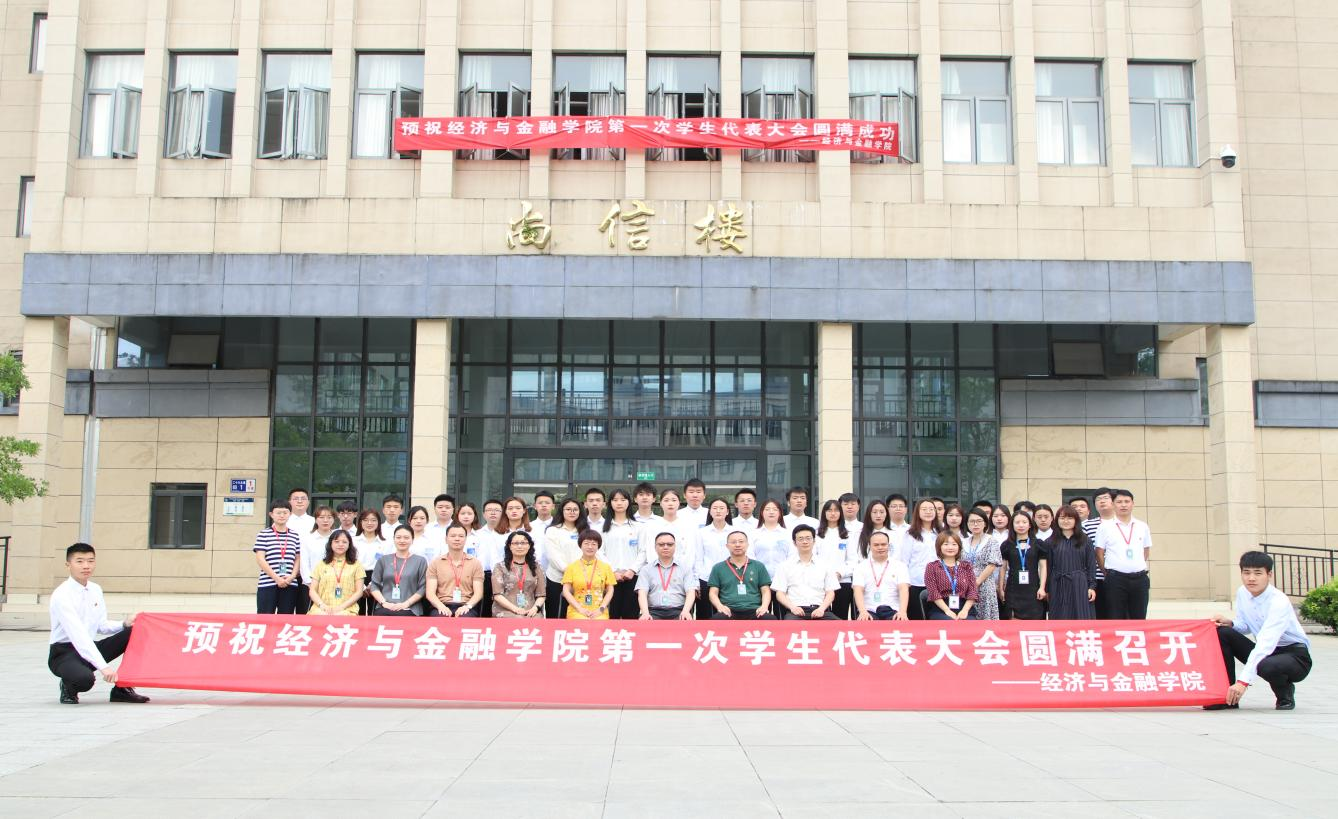 预祝经济与金融学院第一次学生代表大会圆满成功
——经济与金融学院
尚信楼
预祝经济与金融学院第一次学生代表大会圆满召开
——经济与金融学院